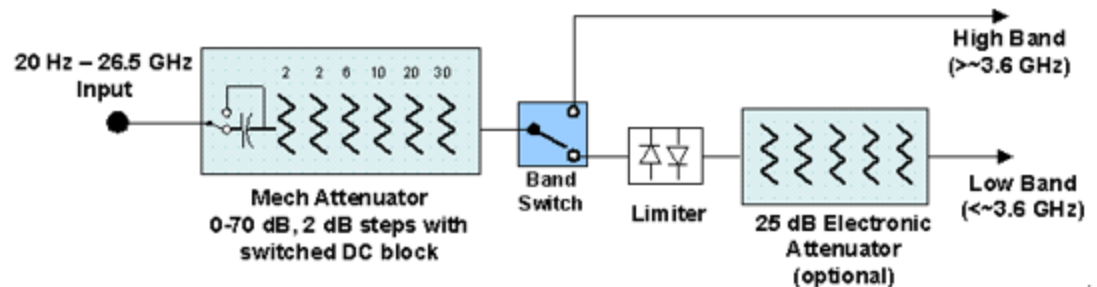 20 Hz – 26.5 GHz
Input
2 2 6 10 20 30
Mech Attenuator
0-70 dB, 2 dB steps with
switched DC block
Band
Switch
Limiter
25 dB Electronic
Attenuator
(optional)
High Band
(>~3.6 GHz)
Low Band
(<~3.6 GHz)